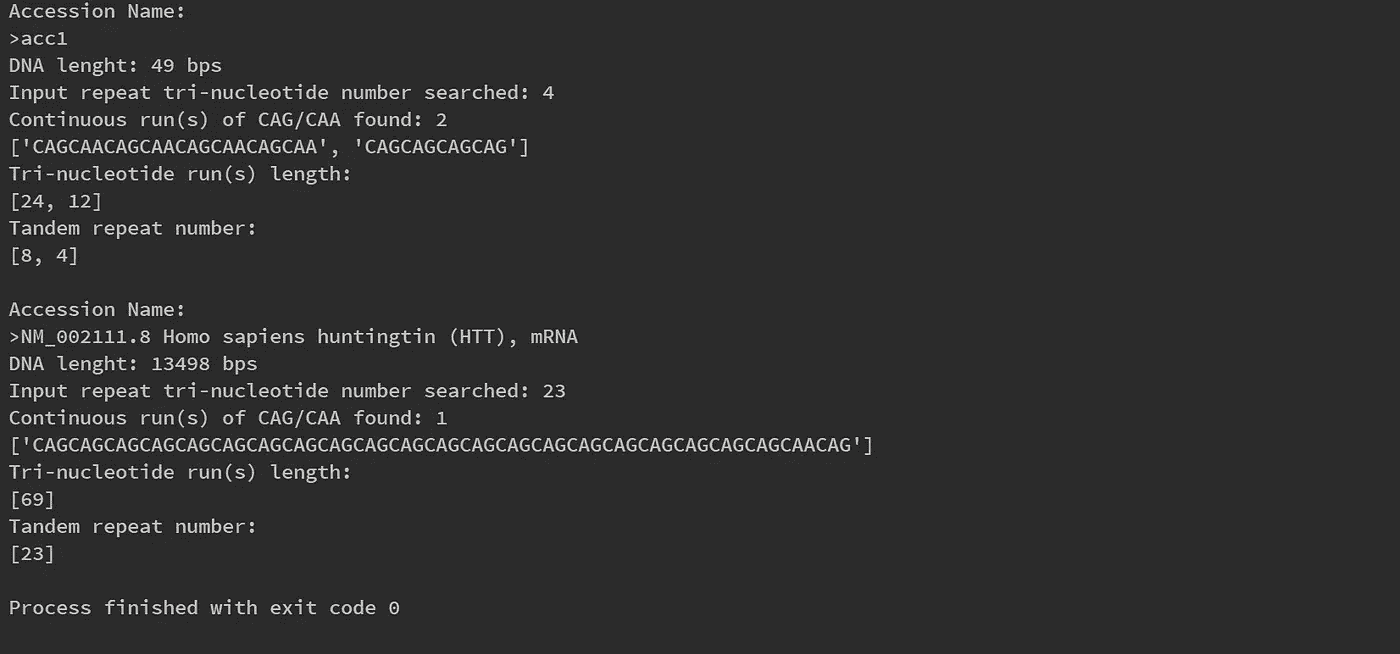 Accession Name:
>acc1
DNA lenght: 49 bps
Input repeat tri-nucleotide number searched: 4
Continuous run(s) of CAG/CAA found: 2
['CAGCAACAGCAACAGCAACAGCAA', 'CAGCAGCAGCAG']
Tri-nucleotide run(s) length:
[24, 12]
Tandem repeat number:
[8, 4]
Accession Name:
>NM_002111.8 Homo sapiens huntingtin (HTT), mRNA
DNA lenght: 13498 bps
Input repeat tri-nucleotide number searched: 23
Continuous run(s) of CAG/CAA found: 1
['CAGCAGCAGCAGCAGCAGCAGCAGCAGCAGCAGCAGCAGCAGCAGCAGCAGCAGCAGCAGCAGCAACAG']
Tri-nucleotide run(s) length:
[69]
Tandem repeat number:
[23]
Process finished with exit code 0